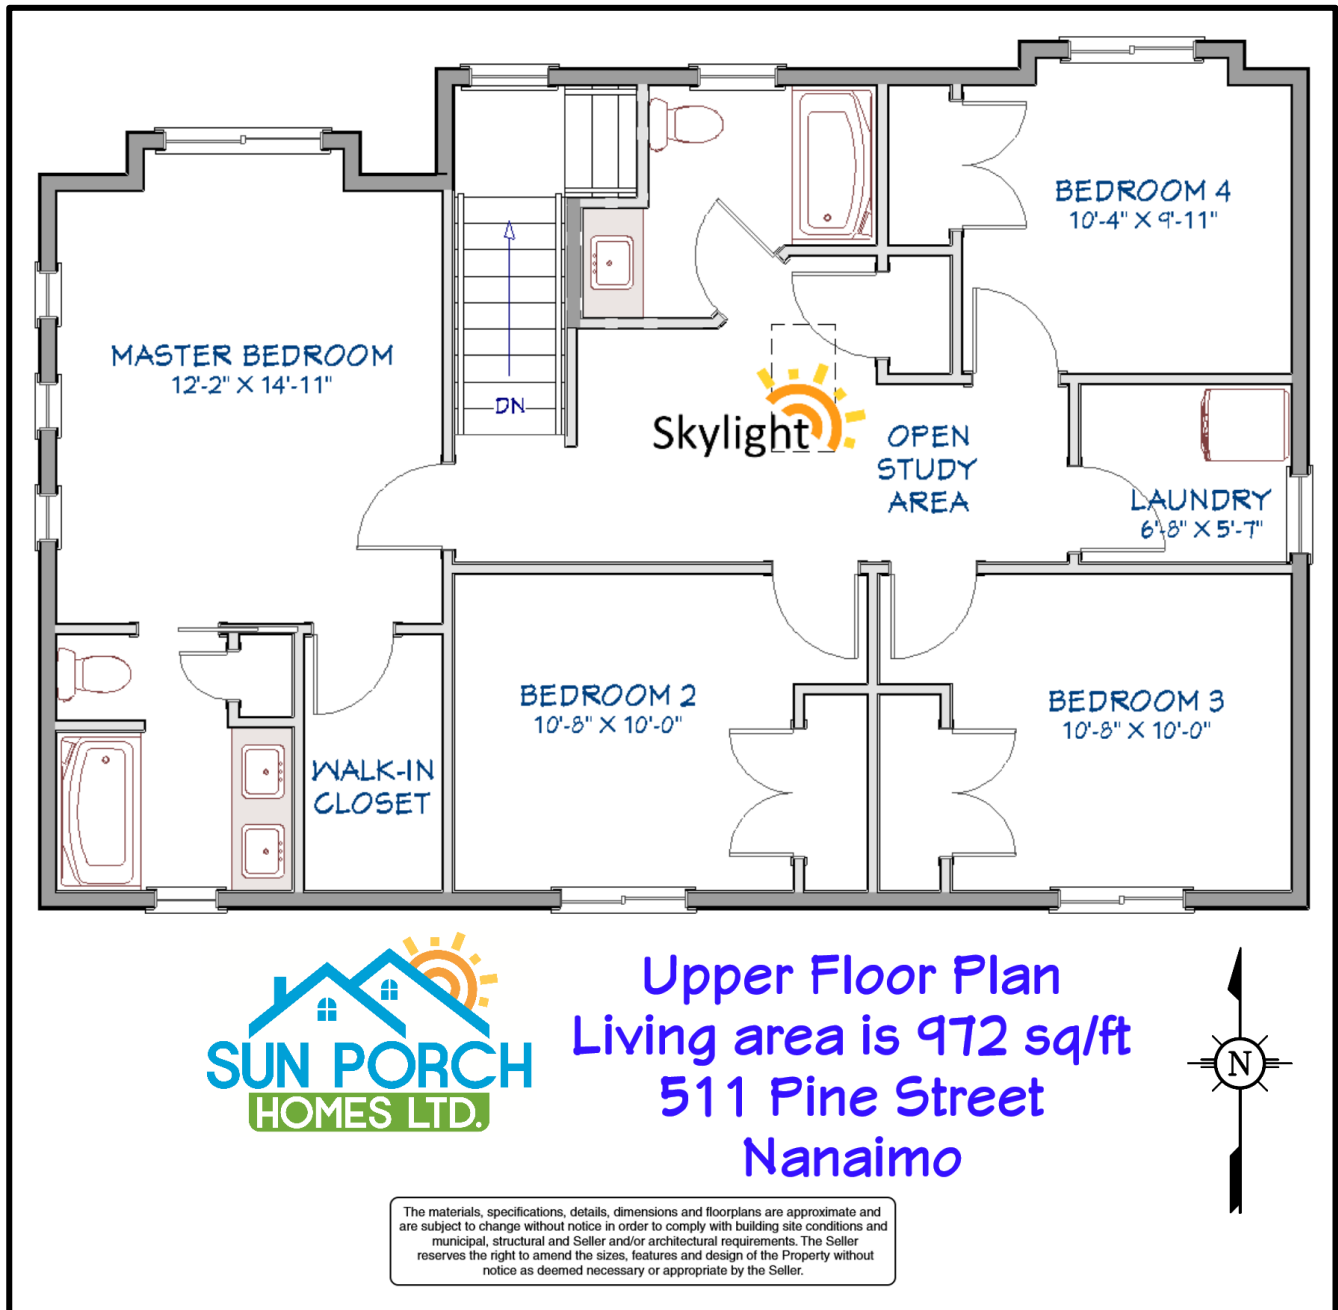 BEDROOM 4
10'-4" X 9'-11"
MASTER BEDROOM
12'-2" X 14'-11"
DN
Skylight
OPEN
STUDY
AREA
LAUNDRY
6'-8" X 5'-7"
BEDROOM 2
10'-8" X 10'-0"
BEDROOM 3
10'-8" X 10'-0"
WALK-IN
CLOSET
SUN PORCH
HOMES LTD.
Upper Floor Plan
Living area is 972 sq/ft
511 Pine Street
Nanaimo
N
The materials, specifications, details, dimensions and floorplans are approximate and
are subject to change without notice in order to comply with building site conditions and
municipal, structural and Seller and/or architectural requirements. The Seller
reserves the right to amend the sizes, features and design of the Property without
notice as deemed necessary or appropriate by the Seller.